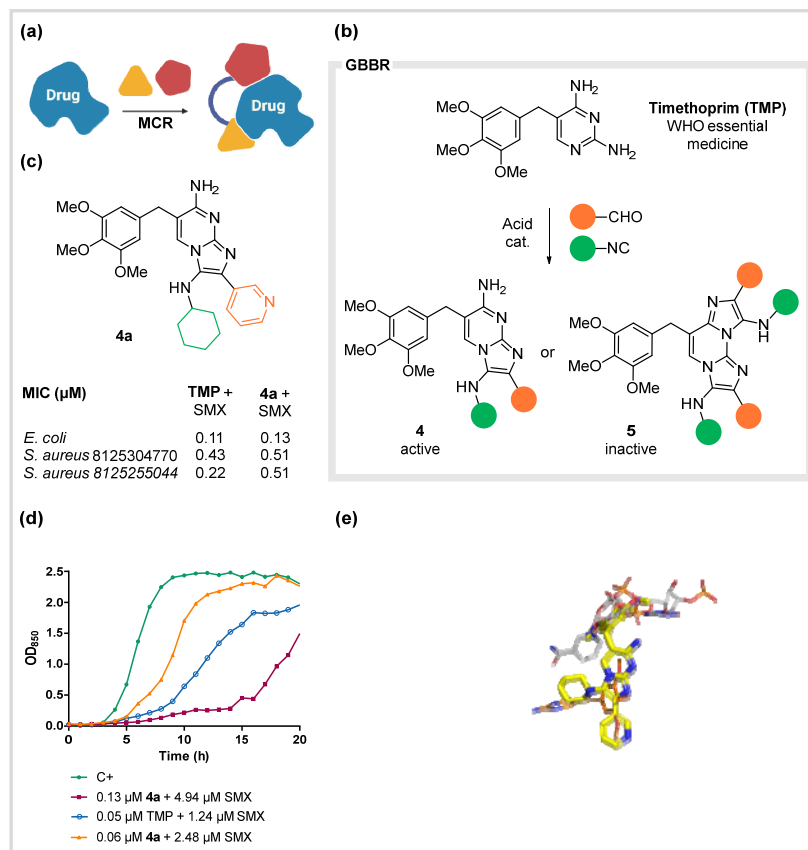 (a)
Drug
MCR
Drug
(b)
GBBR
MeO
MeO
OMe
NH2
N
N
NH2
Timethoprim (TMP)
WHO essential
medicine
Acid
cat.
CHO
NC
NH2
MeO
MeO
OMe
N
N
N
HN
4
active
or
MeO
MeO
OMe
N
N
H
N
N
N
HN
5
inactive
(c)
NH2
MeO
MeO
OMe
N
N
N
HN
N
4a
MIC (µM) TMP + 4a +
SMX SMX
E. coli 0.11 0.13
S. aureus 8125304770 0.43 0.51
S. aureus 8125255044 0.22 0.51
(d)
OD850
2.5
2.0
1.5
1.0
0.5
0.0
0 5 10 15 20
Time (h)
C+
0.13 µM 4a + 4.94 µM SMX
0.05 µM TMP + 1.24 µM SMX
0.06 µM 4a + 2.48 µM SMX
(e)